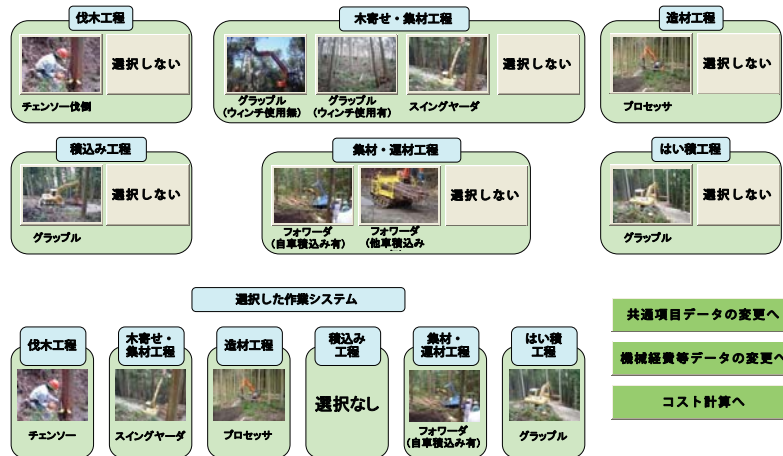 伐木工程
木寄せ・集材工程
造材工程
選択しない
選択しない
選択しない
チェンソー伐倒
グラップル
(ウィンチ使用無)
グラップル
(ウィンチ使用有)
スイングヤーダ
プロセッサ
積込み工程
集材・運材工程
はい積工程
選択しない
選択しない
選択しない
グラップル
フォワーダ
(自車積込み有)
フォワーダ
(他車積込み
グラップル
選択した作業システム
伐木工程
木寄せ・
集材工程
造材工程
積込み
工程
集材・
運材工程
はい積
工程
選択なし
チェンソー
スイングヤーダ
プロセッサ
フォワーダ
(自車積込み有)
グラップル
共通項目データの変更へ
機械経費等データの変更へ
コスト計算へ